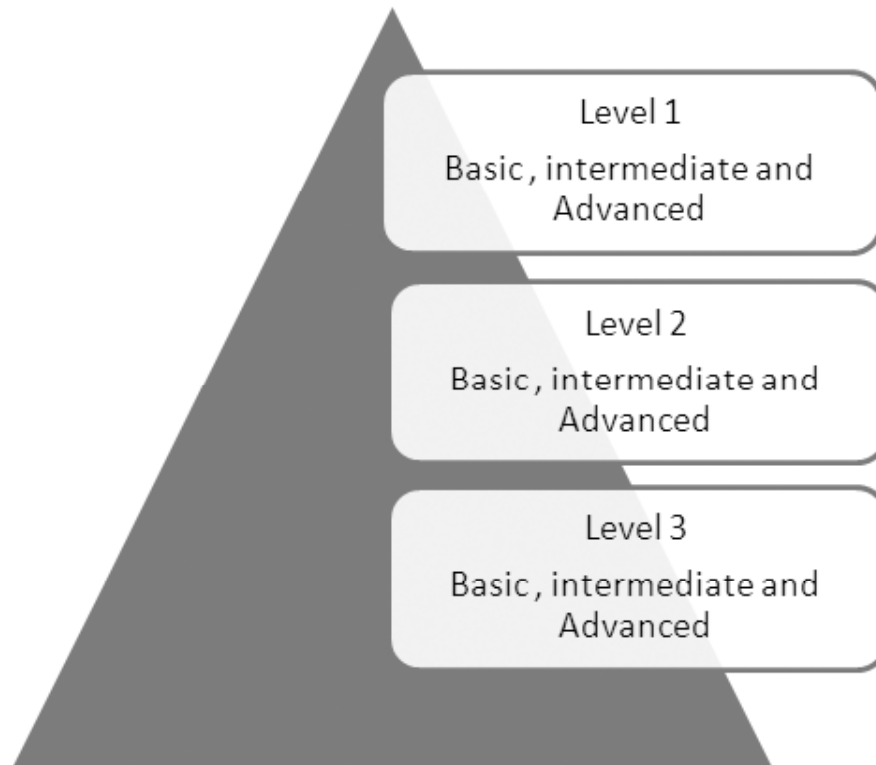 Level 1
Basic , intermediate and
Advanced
Level 2
Basic , intermediate and
Advanced
Level 3
Basic , intermediate and
Advanced